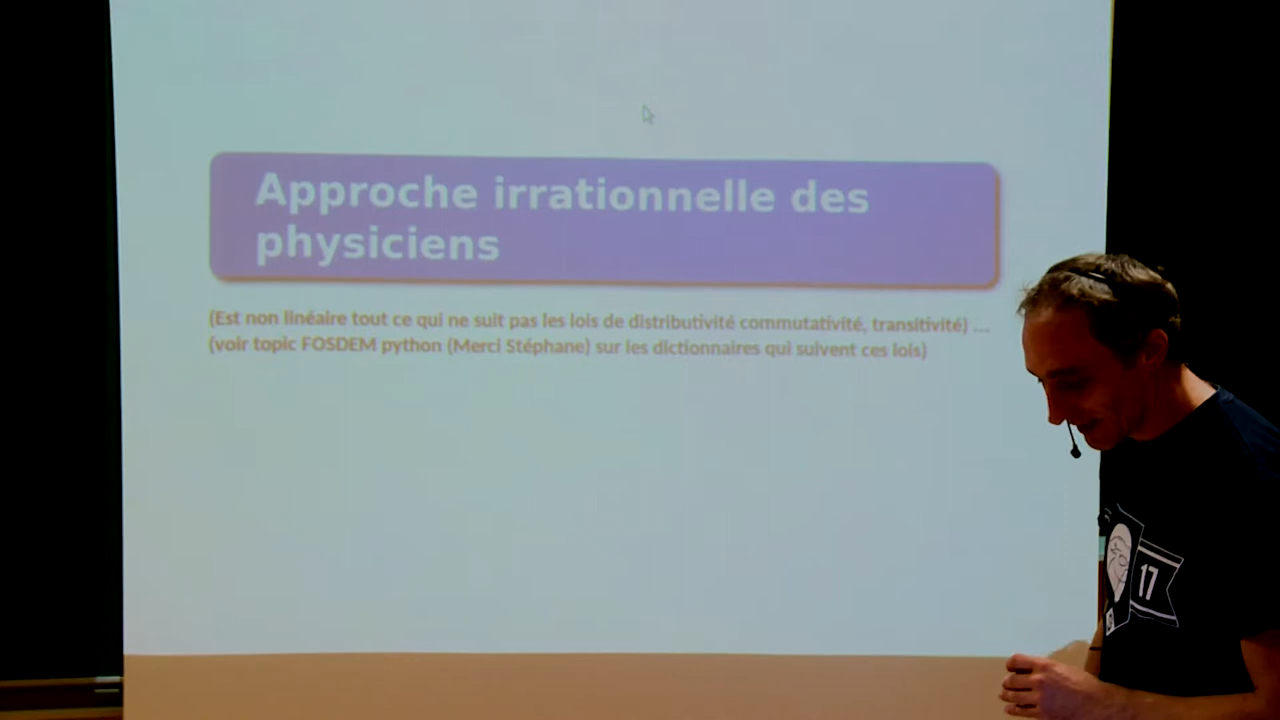 Approche irrationnelle des
physiciens
(Est non linéaire tout ce qui ne suit pas les lois de distributivité commutativité, transitivité) ...
(voir topic FOSDEM python (Merci Stéphane) sur les dictionnaires qui suivent ces lois)
17